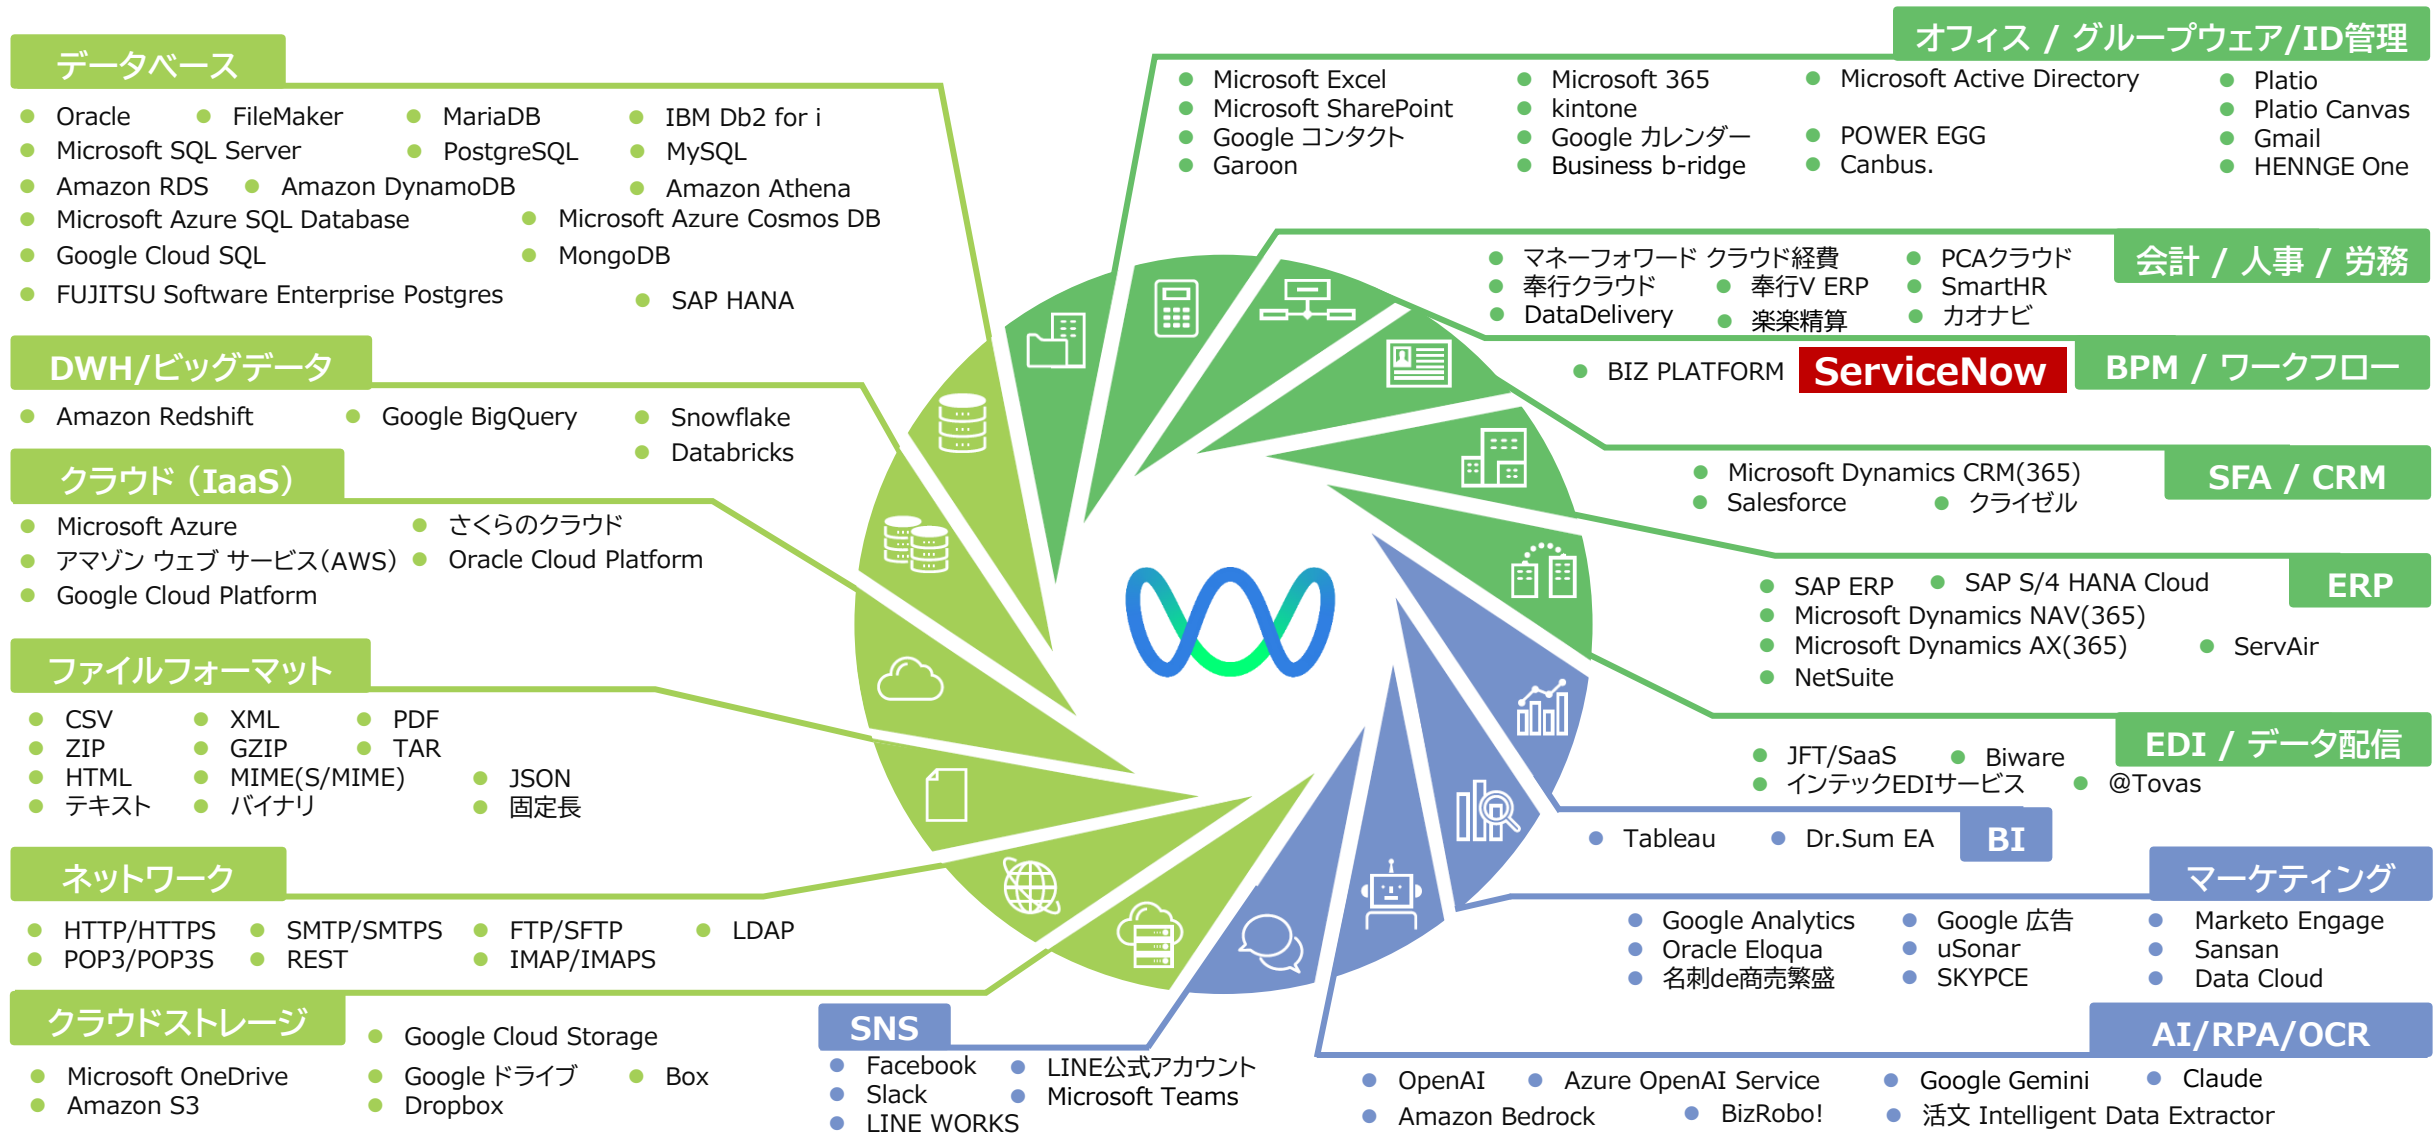 データベース
Oracle FileMaker MariaDB IBM Db2 for i
Microsoft SQL Server PostgreSQL MySQL
Amazon RDS Amazon DynamoDB Amazon Athena
Microsoft Azure SQL Database Microsoft Azure Cosmos DB
Google Cloud SQL MongoDB
FUJITSU Software Enterprise Postgres SAP HANA
DWH/ビッグデータ
Amazon Redshift Google BigQuery Snowflake
Databricks
クラウド（IaaS）
Microsoft Azure さくらのクラウド
アマゾン ウェブ サービス（AWS） Oracle Cloud Platform
Google Cloud Platform
ファイルフォーマット
CSV XML PDF
ZIP GZIP TAR
HTML MIME(S/MIME) JSON
テキスト バイナリ 固定長
ネットワーク
HTTP/HTTPS SMTP/SMTPS FTP/SFTP LDAP
POP3/POP3S REST IMAP/IMAPS
クラウドストレージ
Google Cloud Storage
Microsoft OneDrive Google ドライブ Box
Amazon S3 Dropbox
オフィス / グループウェア/ID管理
Microsoft Excel Microsoft 365 Microsoft Active Directory Platio
Microsoft SharePoint kintone Platio Canvas
Google コンタクト Google カレンダー POWER EGG Gmail
Garoon Business b-ridge Canbus. HENNGE One
会計 / 人事 / 労務
マネーフォワード クラウド経費 PCAクラウド
奉行クラウド 奉行V ERP SmartHR
DataDelivery 楽楽精算 カオナビ
BPM / ワークフロー
BIZ PLATFORM ServiceNow
SFA / CRM
Microsoft Dynamics CRM(365)
Salesforce クライゼル
ERP
SAP ERP SAP S/4 HANA Cloud
Microsoft Dynamics NAV(365)
Microsoft Dynamics AX(365) ServAir
NetSuite
EDI / データ配信
JFT/SaaS Biware
インテックEDIサービス @Tovas
BI
Tableau Dr.Sum EA
マーケティング
Google Analytics Google 広告 Marketo Engage
Oracle Eloqua uSonar Sansan
名刺de商売繁盛 SKYPCE Data Cloud
SNS
Facebook LINE公式アカウント
Slack Microsoft Teams
LINE WORKS
AI/RPA/OCR
OpenAI Azure OpenAI Service Google Gemini Claude
Amazon Bedrock BizRobo! 活文 Intelligent Data Extractor